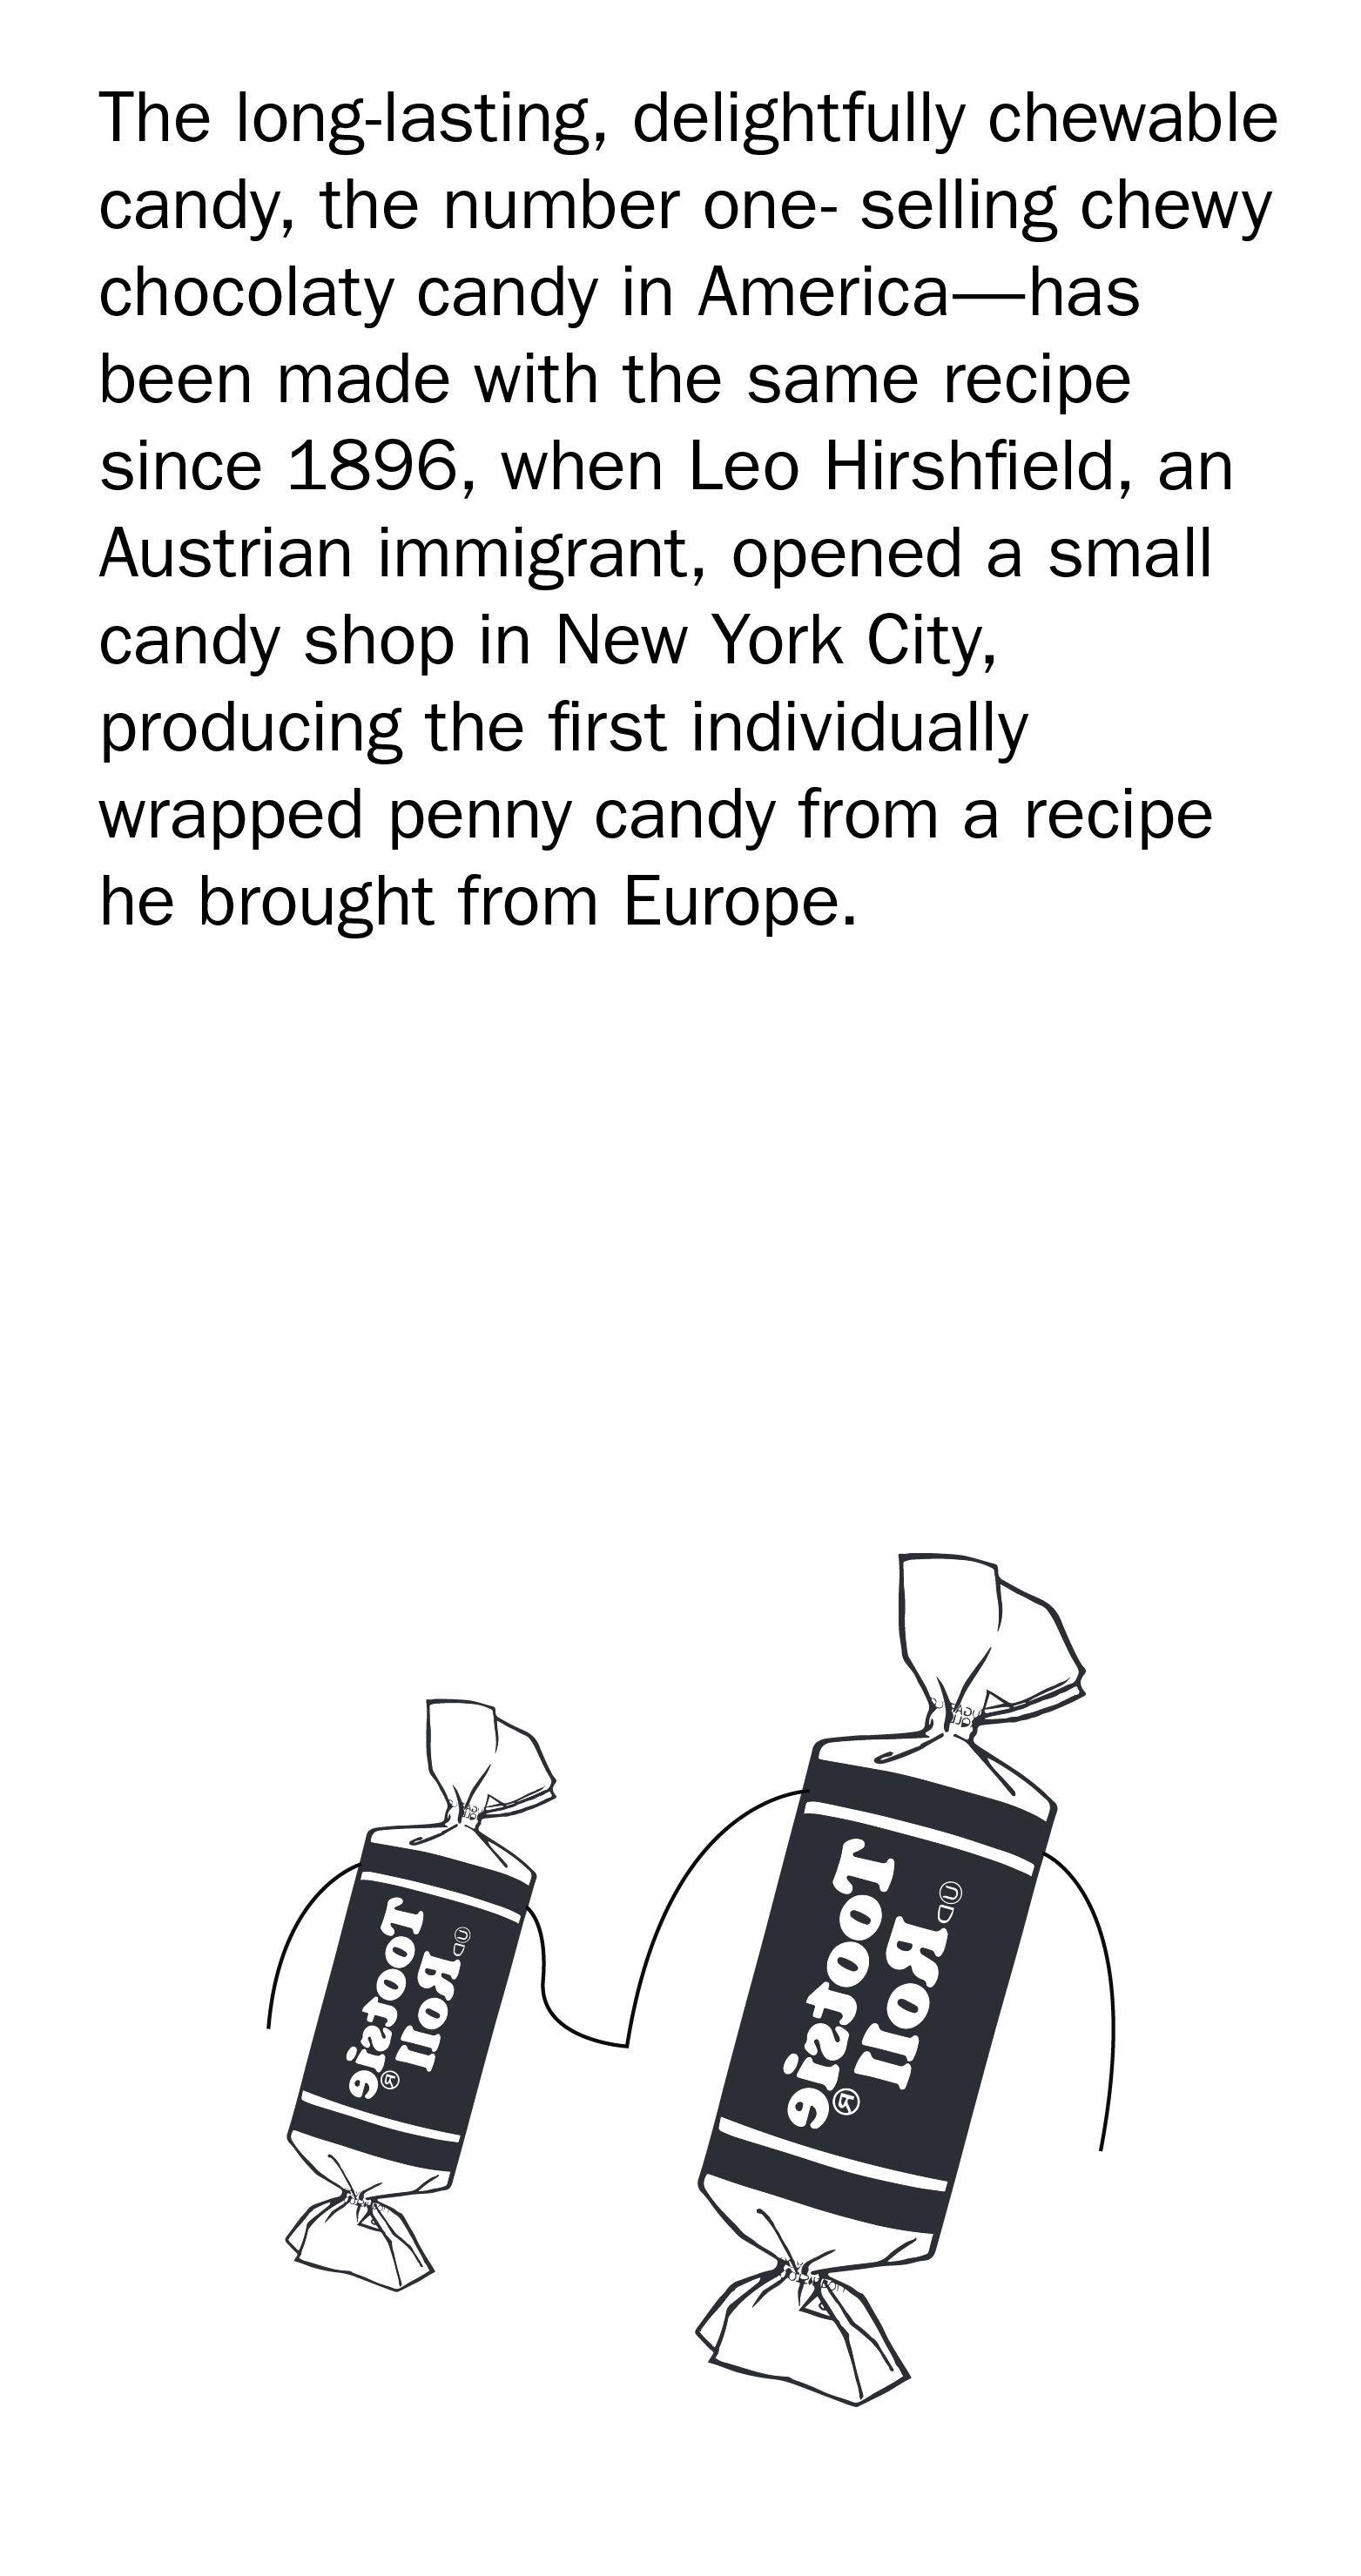 The long-lasting, delightfully chewable
candy, the number one- selling chewy
chocolaty candy in America—has
been made with the same recipe
since 1896, when Leo Hirshfield, an
Austrian immigrant, opened a small
candy shop in New York City,
producing the first individually
wrapped penny candy from a recipe
he brought from Europe.
Tootsie
Roll
Tootsie
Roll